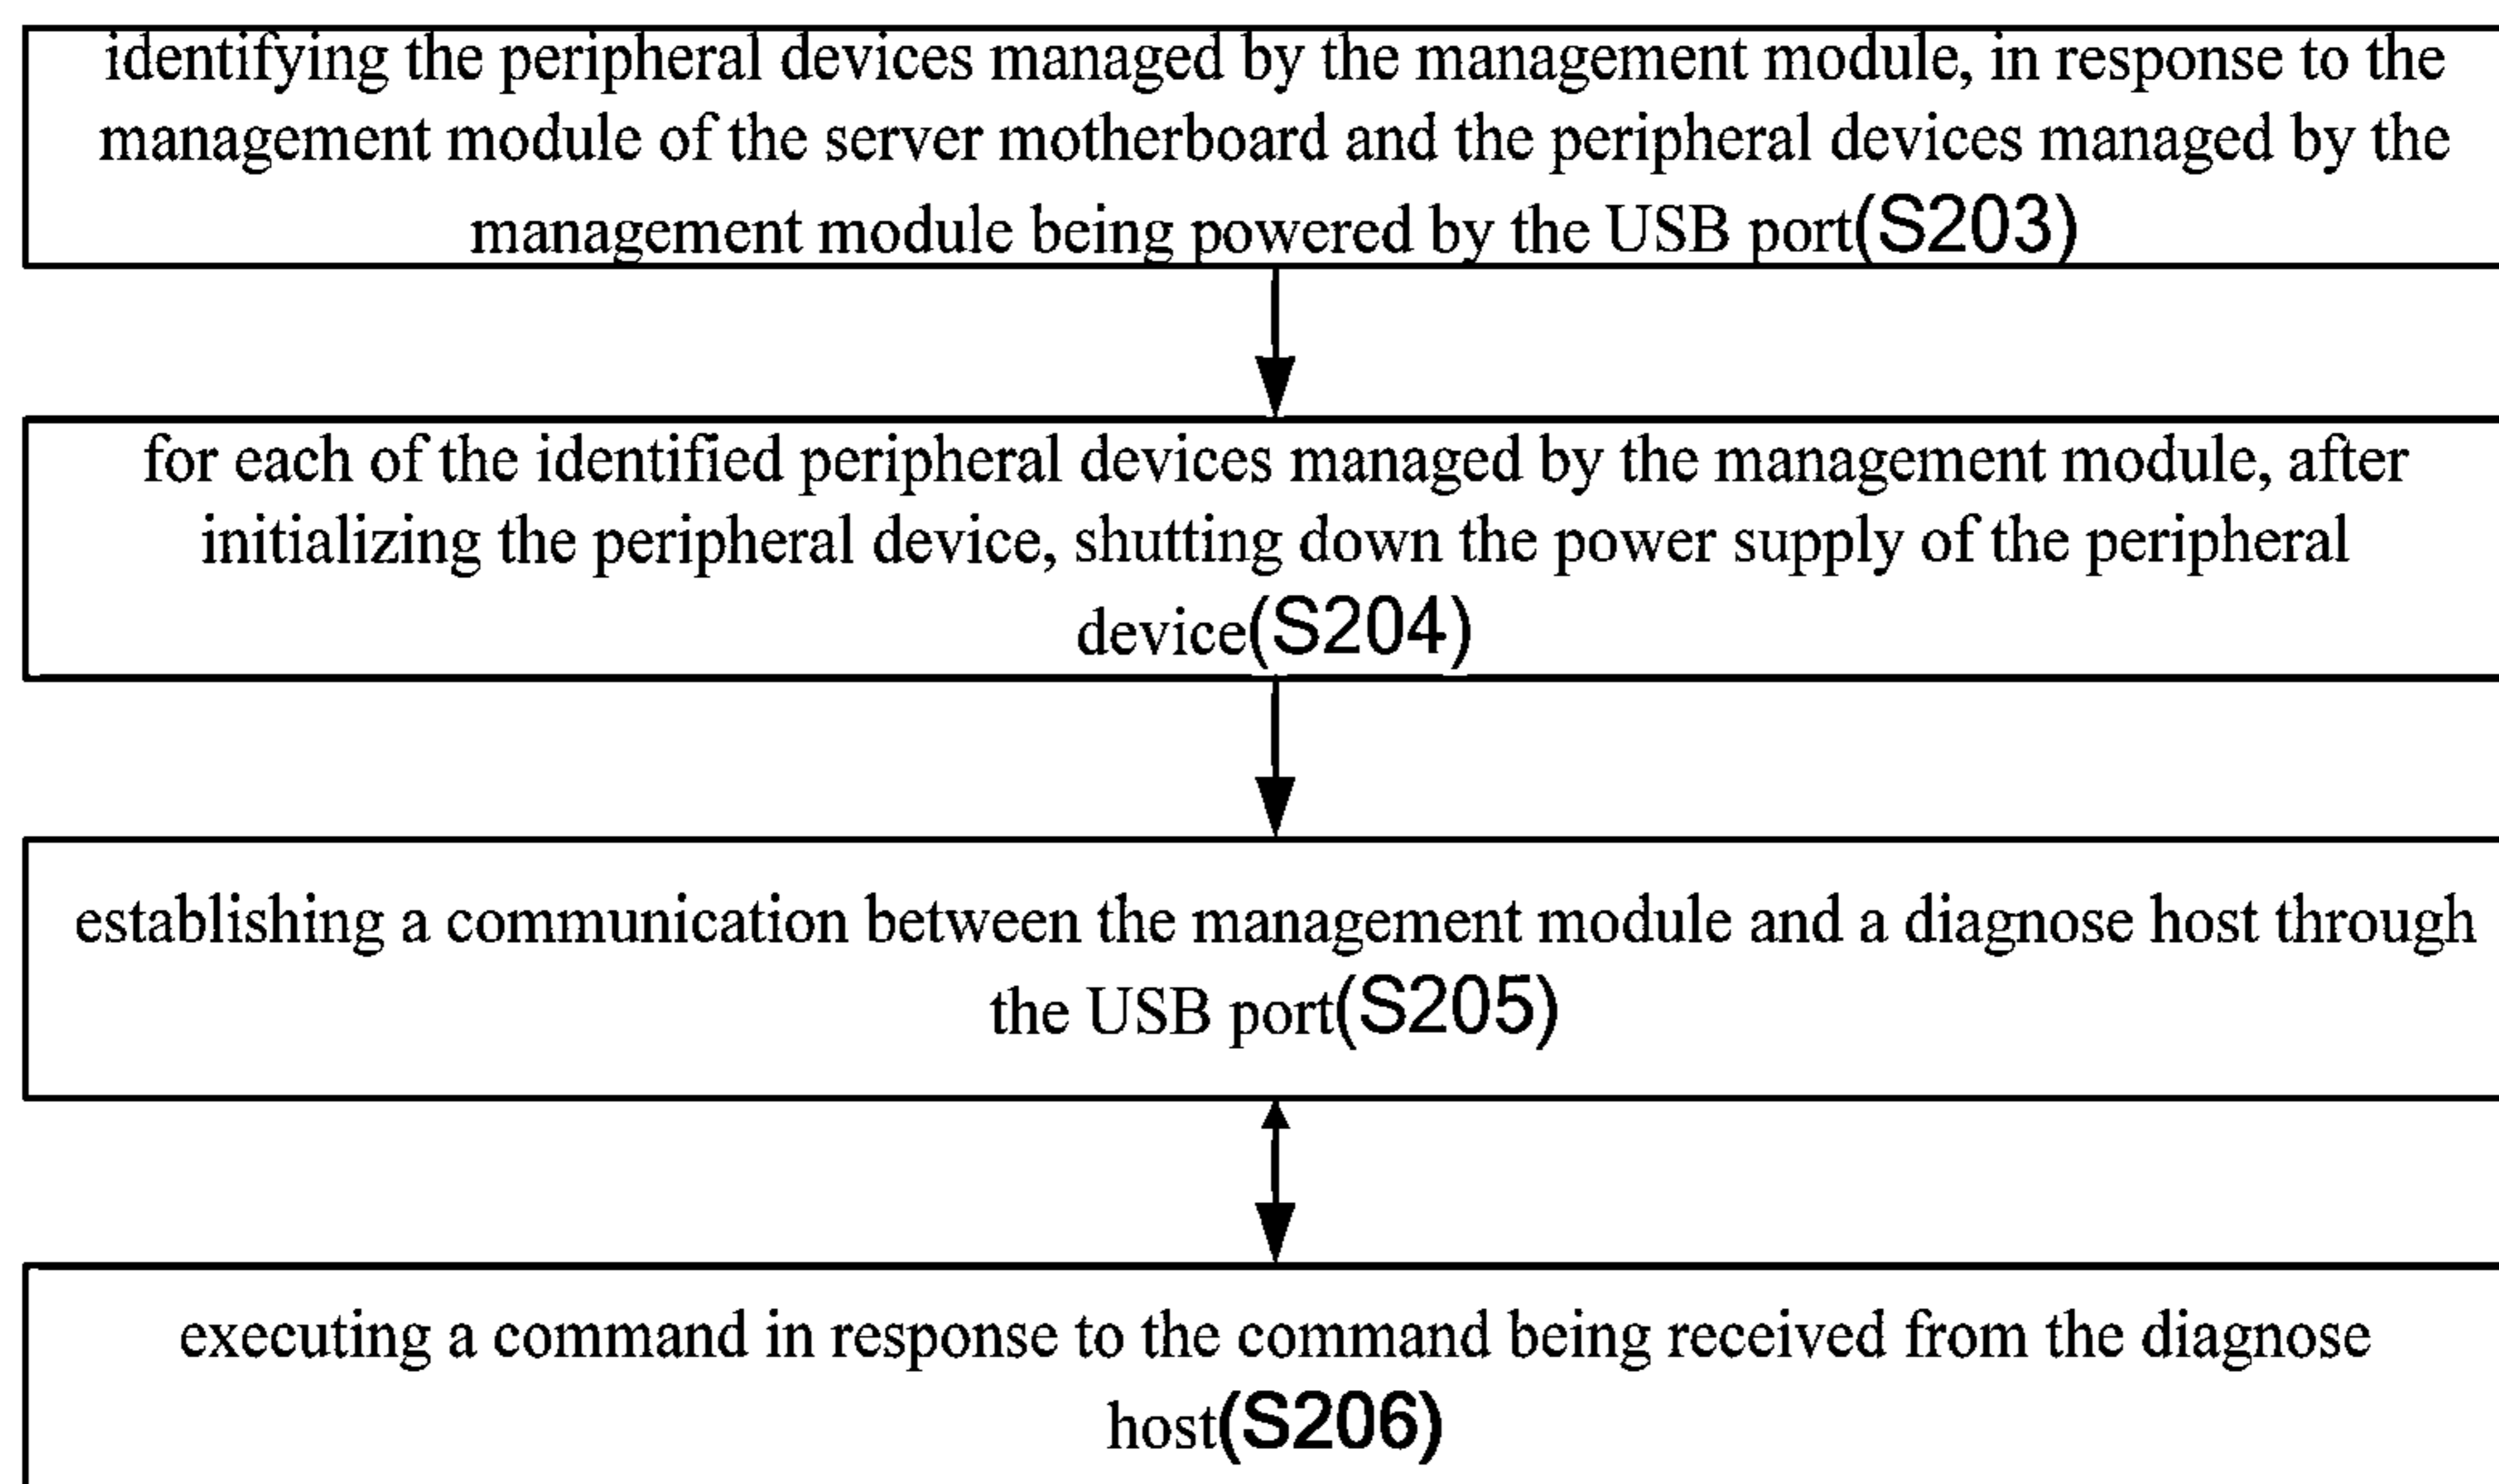 identifying the peripheral devices managed by the management module, in response to the
management module of the server motherboard and the peripheral devices managed by the
management module being powered by the USB port(S203)
for each of the identified peripheral devices managed by the management module, after
initializing the peripheral device, shutting down the power supply of the peripheral
device(S204)
establishing a communication between the management module and a diagnose host through
the USB port(S205)
executing a command in response to the command being received from the diagnose
host(S206)